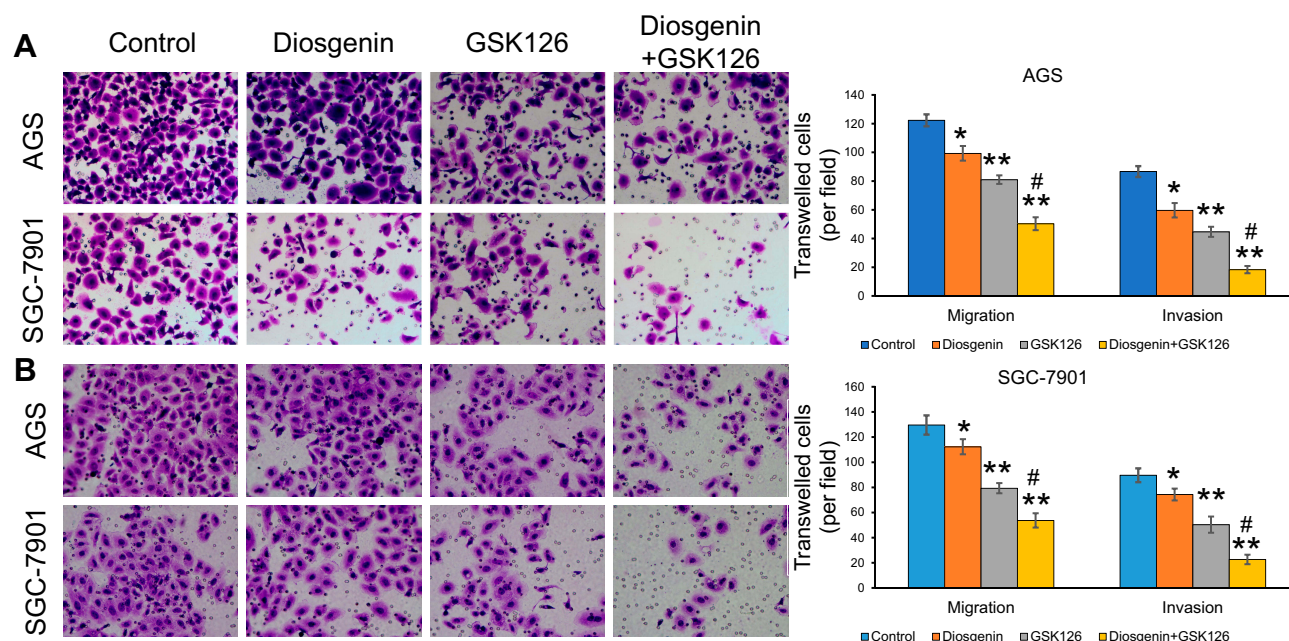 A
Control
Diosgenin
GSK126
Diosgenin
+GSK126
AGS
SGC-7901
B
AGS
SGC-7901
AGS
Transwelled cells
(per field)
140
120
100
80
60
40
20
0
*
**
#
**
*
**
#
**
Migration
Invasion
Control
Diosgenin
GSK126
Diosgenin+GSK126
SGC-7901
Transwelled cells
(per field)
160
140
120
100
80
60
40
20
0
*
**
#
**
*
**
#
**
Migration
Invasion
Control
Diosgenin
GSK126
Diosgenin+GSK126